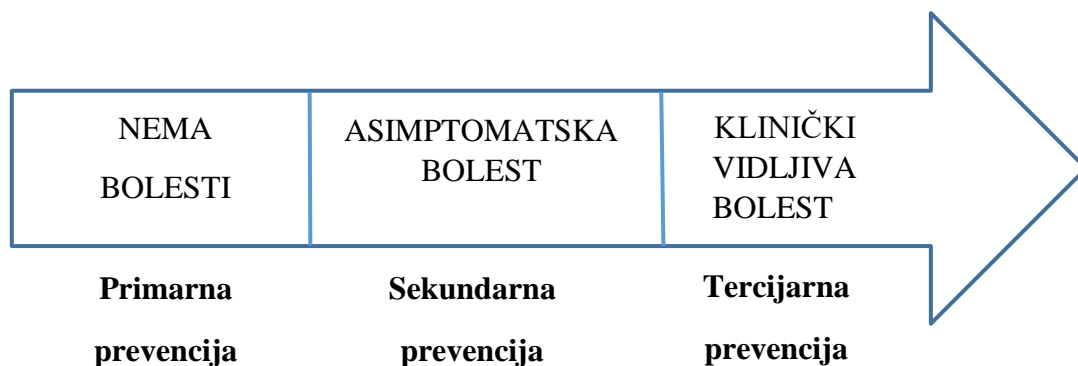 NEMA
BOLESTI
ASIMPTOMATSKA
BOLEST
KLINIČKI
VIDLJIVA
BOLEST
Primarna
prevencija
Sekundarna
prevencija
Tercijarna
prevencija